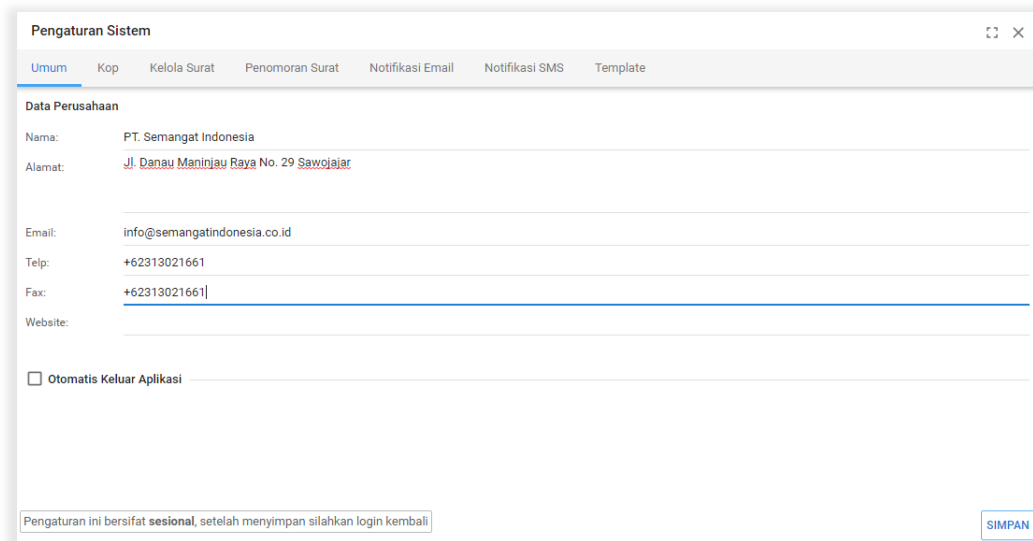 Pengaturan Sistem
Umum Kop Kelola Surat Penomoran Surat Notifikasi Email Notifikasi SMS Template
Data Perusahaan
Nama: PT. Semangat Indonesia
Alamat: Jl. Danau Maninjau Raya No. 29 Sawojajar
Email: info@semangatindonesia.co.id
Telp: +62313021661
Fax: +62313021661
Website:
Otomatis Keluar Aplikasi
Pengaturan ini bersifat sesional, setelah menyimpan silahkan login kembali
SIMPAN